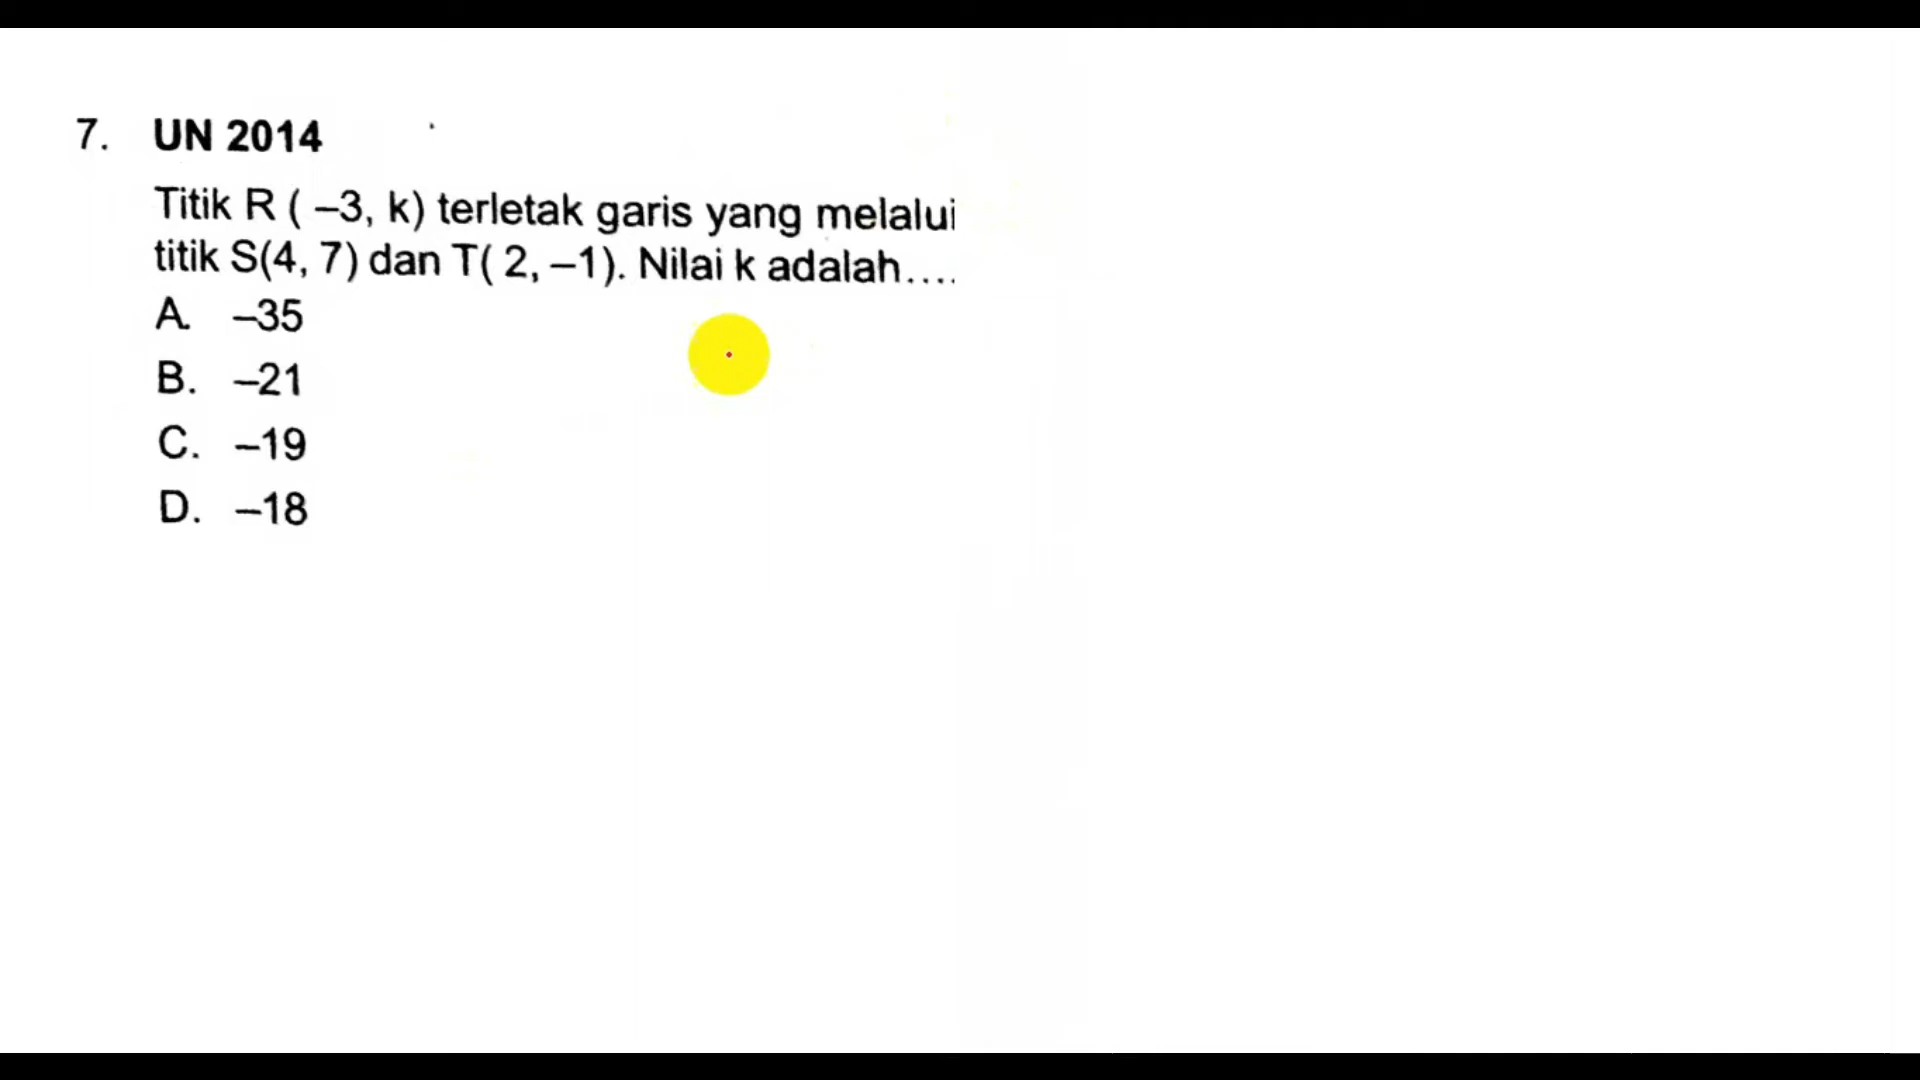 7. UN 2014
Titik R ( –3, k) terletak garis yang melalui
titik S(4, 7) dan T( 2, –1). Nilai k adalah....
A. –35
B. –21
C. –19
D. –18